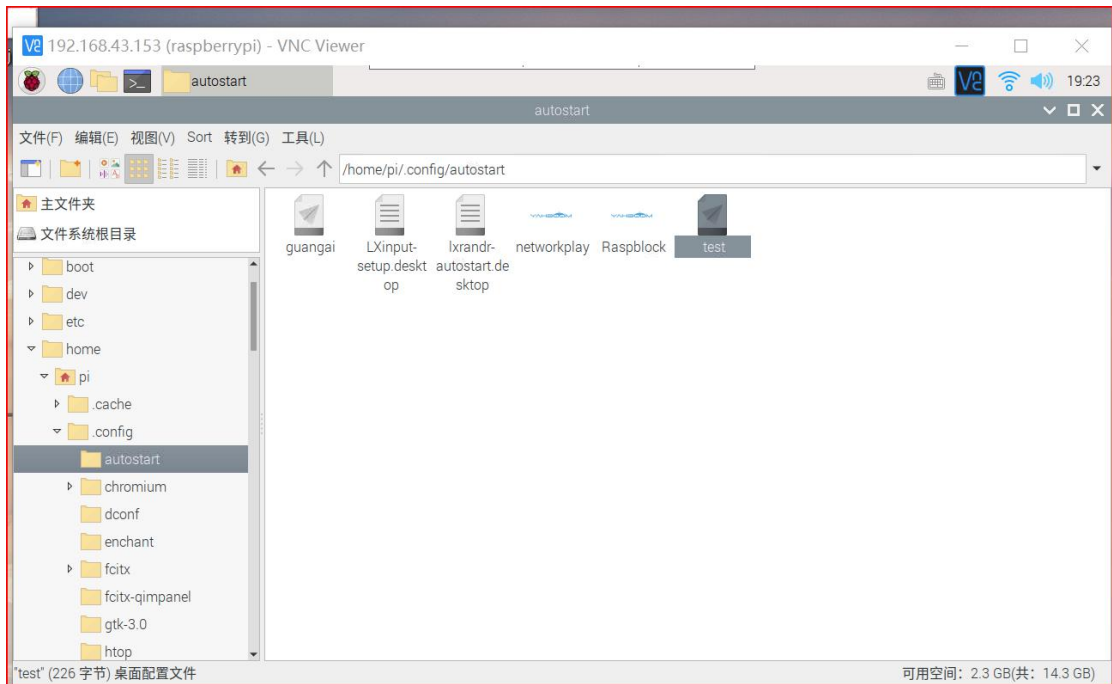 192.168.43.153 (raspberrypi) - VNC Viewer
autostart
19:23
autostart
文件(F) 编辑(E) 视图(V) Sort 转到(G) 工具(L)
/home/pi/.config/autostart
主文件夹
文件系统根目录
boot
dev
etc
home
pi
.cache
.config
autostart
chromium
dconf
enchant
fcitx
fcitx-qimpanel
gtk-3.0
htop
guangai
LXinput-
setup.deskt
op
lxrandr-
autostart.de
sktop
networkplay
Raspblock
test
"test" (226 字节) 桌面配置文件
可用空间：2.3 GB(共：14.3 GB)